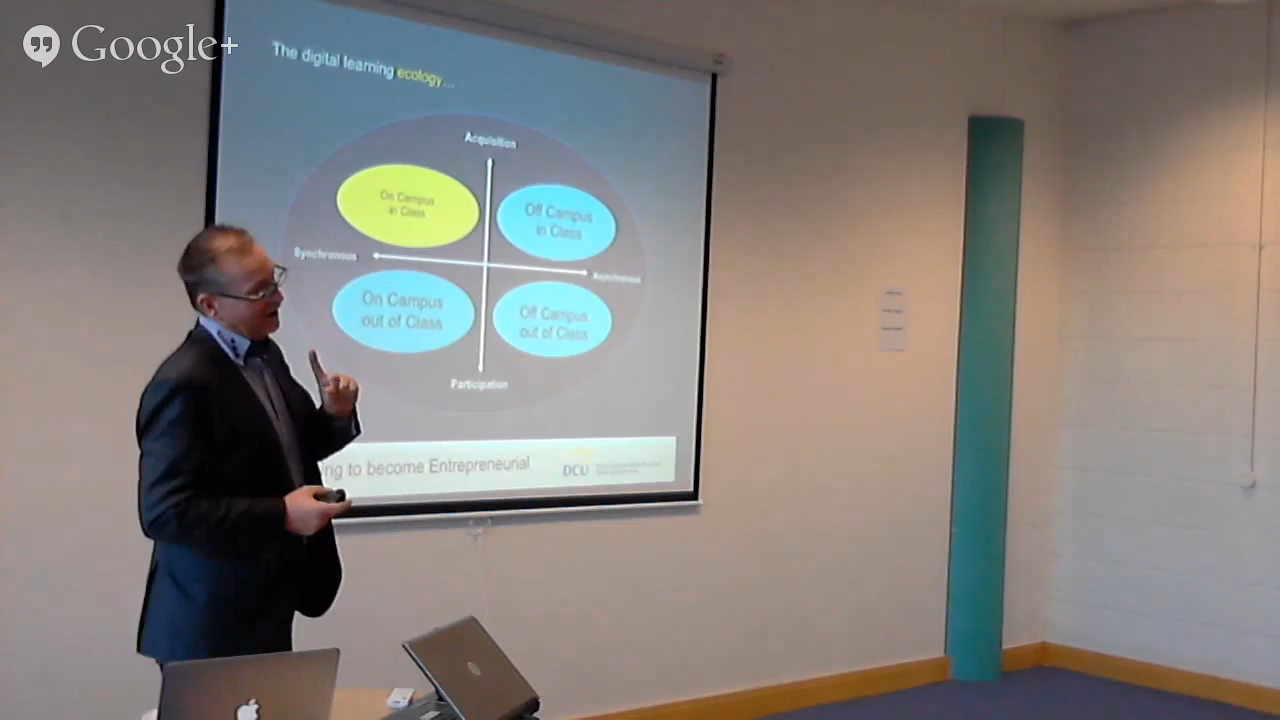 Google+
The digital learning ecology...
Acquisition
On Campus
in Class
Off Campus
in Class
Synchronous
Asynchronous
On Campus
out of Class
Off Campus
out of Class
Participation
ing to become Entrepreneurial
DCU